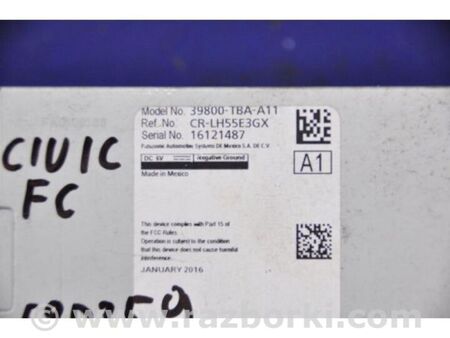 Model No. 39800-TBA-A11
Ref.No. CR-LH55E3GX
Serial No. 16121487
Panasonic Automotive Systems DE Mexico S.A. DE C.V.
DC 6V Negative Ground
A1
Made in Mexico
CIVIC
FC
This device complies with Part 15 of
the FCC Rules.
Operation is subject to the condition
that this device does not cause harmful
interference.
JANUARY 2016
www.razborki.com